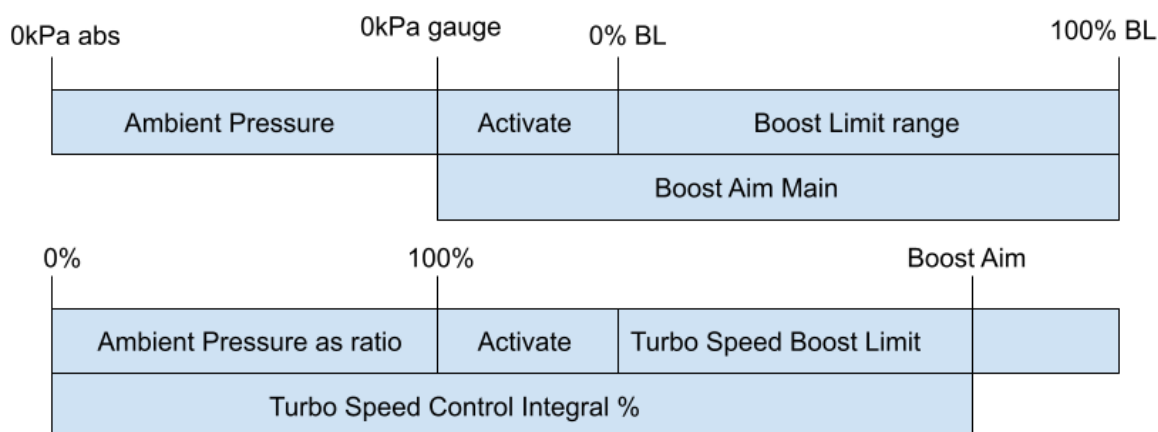 0kPa abs
0kPa gauge
0% BL
100% BL
Ambient Pressure
Activate
Boost Limit range
Boost Aim Main
0%
100%
Boost Aim
Ambient Pressure as ratio
Activate
Turbo Speed Boost Limit
Turbo Speed Control Integral %